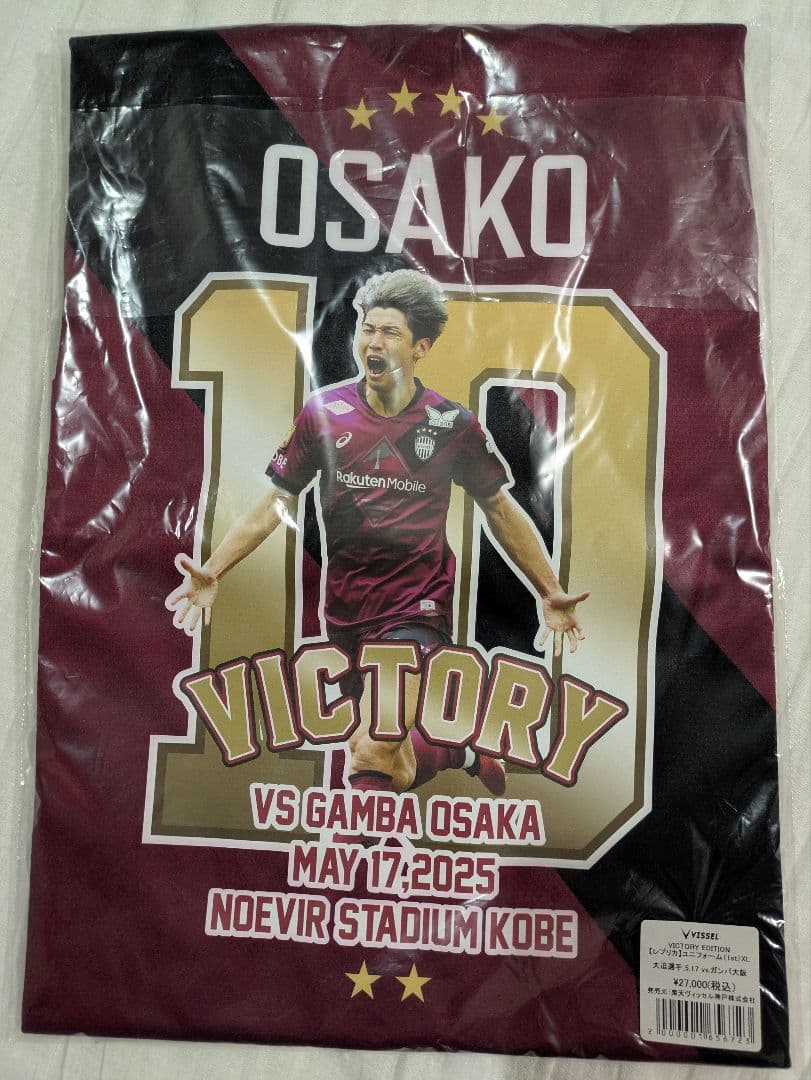 OSAKO
10
Rakuten Mobile
OBE
VICTORY
VS GAMBA OSAKA
MAY 17,2025
NOEVIR STADIUM KOBE
VISSEL
VICTORY EDITION
【レプリカ】ユニフォーム(1st)XL
大迫選手 5.17 vs.ガンバ大阪
¥27,000(税込)
発売元:楽天ヴィッセル神戸株式会社
2000001636723